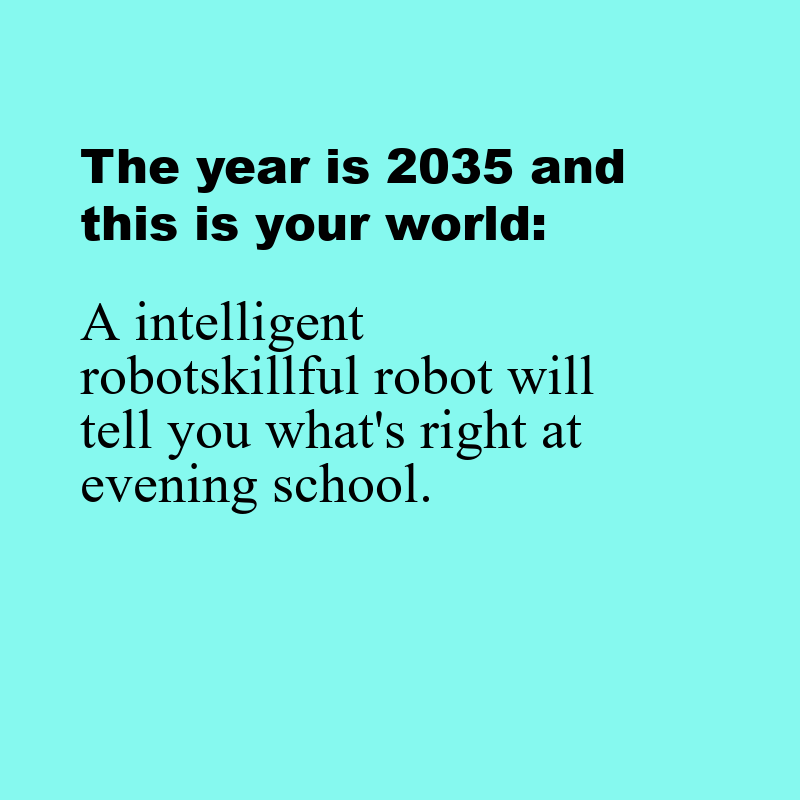 The year is 2035 and
this is your world:
A intelligent
robotskillful robot will
tell you what's right at
evening school.